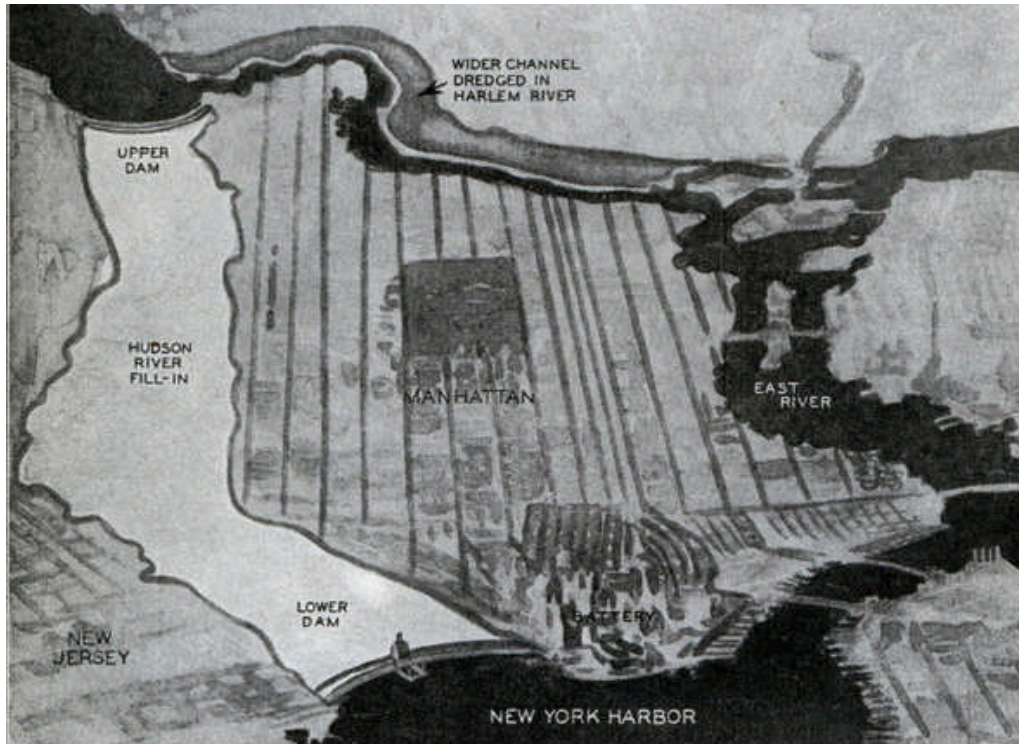 WIDER CHANNEL
DREDGED IN
HARLEM RIVER
UPPER
DAM
HUDSON
RIVER
FILL-IN
MANHATTAN
EAST
RIVER
LOWER
DAM
BATTERY
NEW
JERSEY
NEW YORK HARBOR